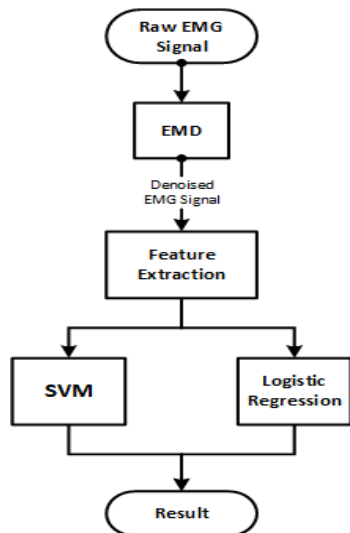 Raw EMG
Signal
EMD
Denoised
EMG Signal
Feature
Extraction
SVM
Logistic
Regression
Result